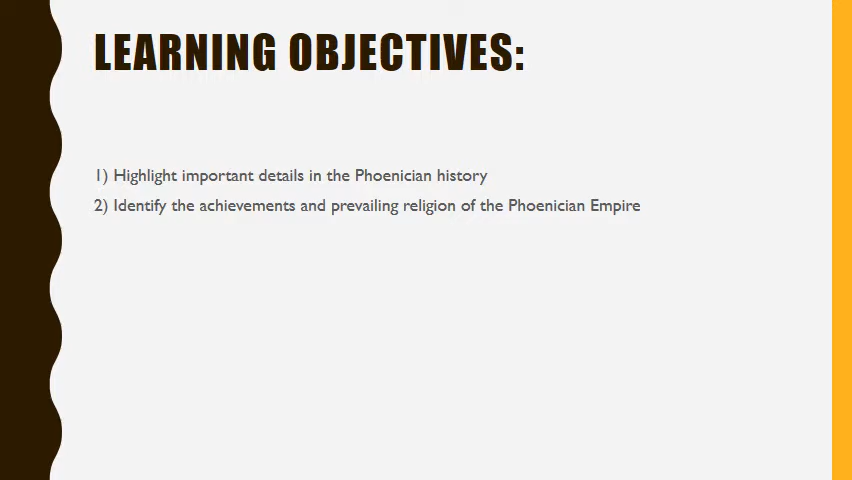 LEARNING OBJECTIVES:
1) Highlight important details in the Phoenician history
2) Identify the achievements and prevailing religion of the Phoenician Empire